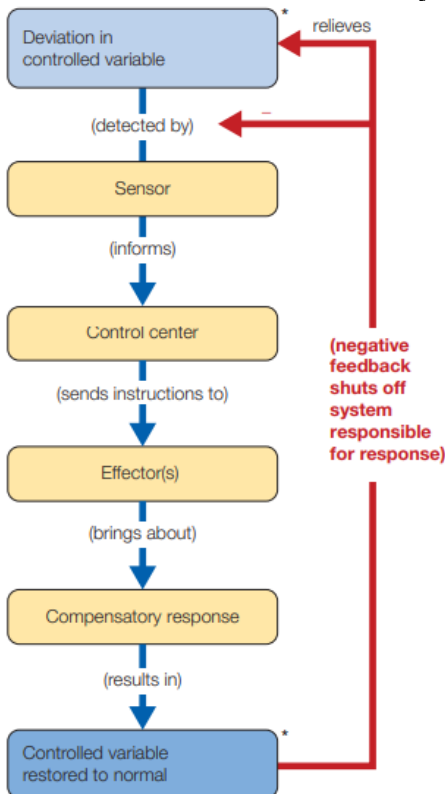 *
relieves
Deviation in
controlled variable
–
(detected by)
Sensor
(informs)
Control center
(negative
feedback
shuts off
system
responsible
for response)
(sends instructions to)
Effector(s)
(brings about)
Compensatory response
(results in)
*
Controlled variable
restored to normal